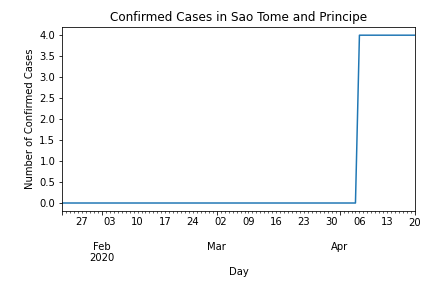 Confirmed Cases in Sao Tome and Principe
Number of Confirmed Cases
4.0
3.5
3.0
2.5
2.0
1.5
1.0
0.5
0.0
27 03 10 17 24 02 09 16 23 30 06 13 20
Feb Mar Apr
2020
Day